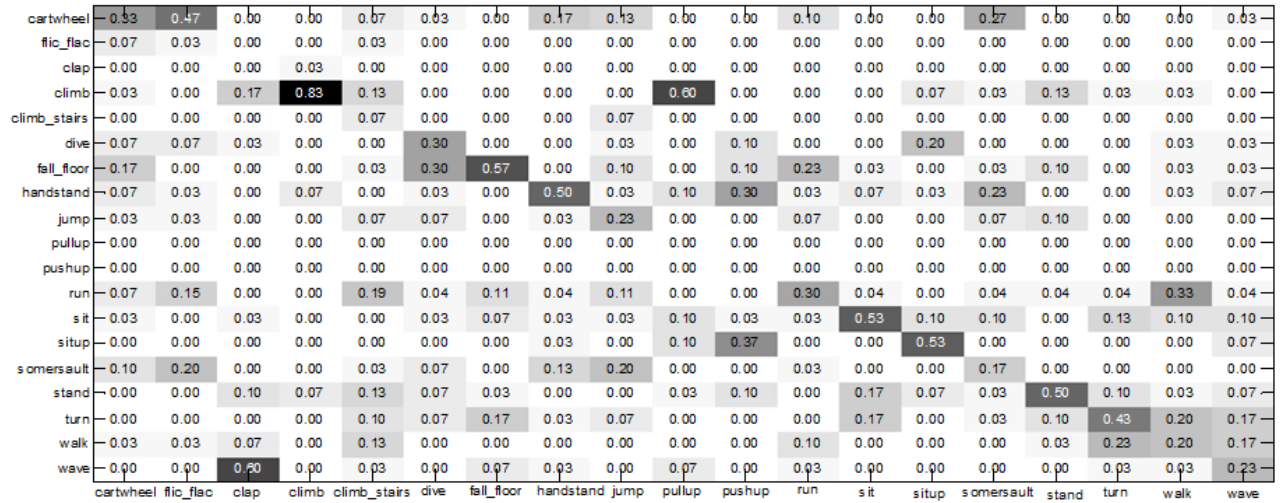 cartwheel 0.33 0.47 0.00 0.00 0.07 0.03 0.00 0.17 0.13 0.00 0.00 0.10 0.00 0.00 0.27 0.00 0.00 0.00 0.03
flic_flac 0.07 0.03 0.00 0.00 0.03 0.00 0.00 0.00 0.00 0.00 0.00 0.00 0.00 0.00 0.00 0.00 0.00 0.00 0.00
clap 0.00 0.00 0.00 0.03 0.00 0.00 0.00 0.00 0.00 0.00 0.00 0.00 0.00 0.00 0.00 0.00 0.00 0.00 0.00
climb 0.03 0.00 0.17 0.83 0.13 0.00 0.00 0.00 0.00 0.60 0.00 0.00 0.00 0.07 0.03 0.13 0.03 0.03 0.00
climb_stairs 0.00 0.00 0.00 0.00 0.07 0.00 0.00 0.00 0.07 0.00 0.00 0.00 0.00 0.00 0.00 0.00 0.00 0.00 0.00
dive 0.07 0.07 0.03 0.00 0.00 0.30 0.00 0.00 0.03 0.00 0.10 0.00 0.00 0.20 0.00 0.00 0.00 0.03 0.03
fall_floor 0.17 0.00 0.00 0.00 0.03 0.30 0.57 0.00 0.10 0.00 0.10 0.23 0.03 0.00 0.03 0.10 0.00 0.03 0.03
handstand 0.07 0.03 0.00 0.07 0.00 0.03 0.00 0.50 0.03 0.10 0.30 0.03 0.07 0.03 0.23 0.00 0.00 0.03 0.07
jump 0.03 0.03 0.00 0.00 0.07 0.07 0.00 0.03 0.23 0.00 0.00 0.07 0.00 0.00 0.07 0.10 0.00 0.00 0.00
pullup 0.00 0.00 0.00 0.00 0.00 0.00 0.00 0.00 0.00 0.00 0.00 0.00 0.00 0.00 0.00 0.00 0.00 0.00 0.00
pushup 0.00 0.00 0.00 0.00 0.00 0.00 0.00 0.00 0.00 0.00 0.00 0.00 0.00 0.00 0.00 0.00 0.00 0.00 0.00
run 0.07 0.15 0.00 0.00 0.19 0.04 0.11 0.04 0.11 0.00 0.00 0.30 0.04 0.00 0.04 0.04 0.04 0.33 0.04
sit 0.03 0.00 0.03 0.00 0.00 0.03 0.07 0.03 0.03 0.10 0.03 0.03 0.53 0.10 0.10 0.00 0.13 0.10 0.10
situp 0.00 0.00 0.00 0.00 0.00 0.00 0.00 0.03 0.00 0.10 0.37 0.00 0.00 0.53 0.00 0.00 0.00 0.00 0.07
somersault 0.10 0.20 0.00 0.00 0.03 0.07 0.00 0.13 0.20 0.00 0.00 0.03 0.00 0.00 0.17 0.00 0.00 0.00 0.00
stand 0.00 0.00 0.10 0.07 0.13 0.07 0.03 0.00 0.00 0.03 0.10 0.00 0.17 0.07 0.03 0.50 0.10 0.03 0.07
turn 0.00 0.00 0.00 0.00 0.10 0.07 0.17 0.03 0.07 0.00 0.00 0.00 0.17 0.00 0.03 0.10 0.43 0.20 0.17
walk 0.03 0.03 0.07 0.00 0.13 0.00 0.00 0.00 0.00 0.00 0.00 0.10 0.00 0.00 0.00 0.03 0.23 0.20 0.17
wave 0.00 0.00 0.60 0.00 0.03 0.00 0.07 0.03 0.00 0.07 0.00 0.03 0.00 0.00 0.00 0.00 0.03 0.03 0.23
cartwheel flic_flac clap climb climb_stairs dive fall_floor handstand jump pullup pushup run sit situp somersault stand turn walk wave